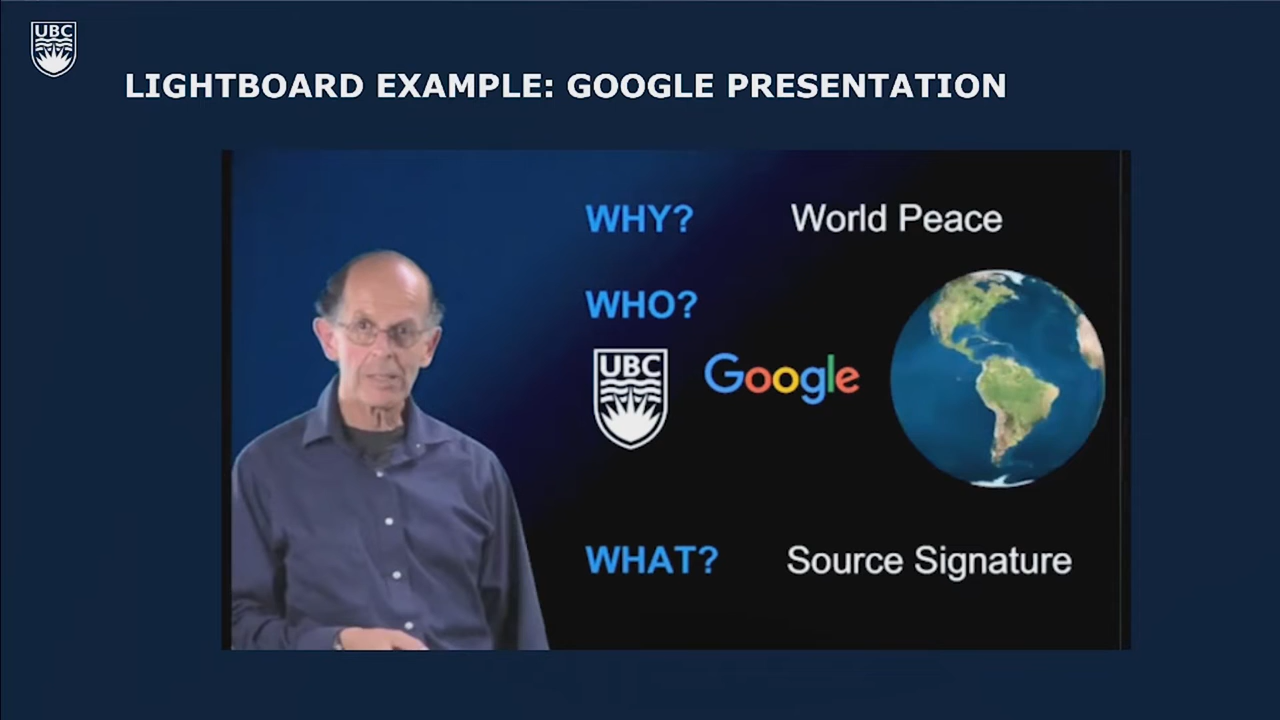 UBC
LIGHTBOARD EXAMPLE: GOOGLE PRESENTATION
WHY? World Peace
WHO?
UBC Google
WHAT? Source Signature